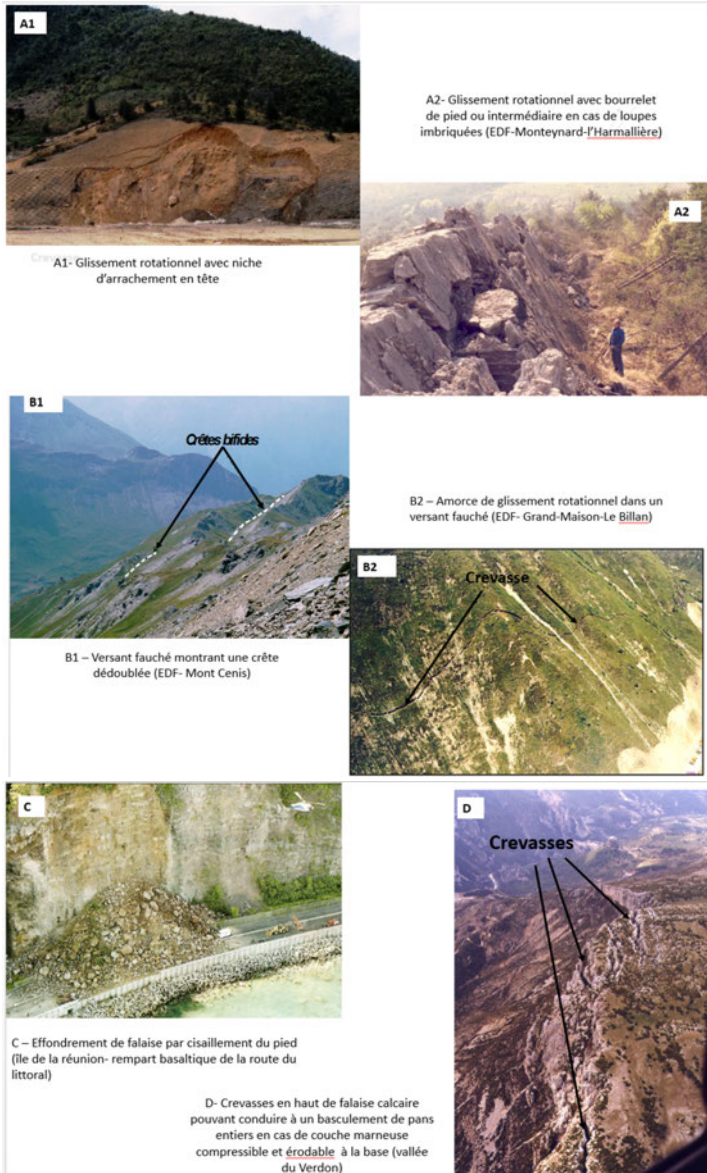 A1
A2- Glissement rotationnel avec bourrelet
de pied ou intermédiaire en cas de loupes
imbriquées (EDF-Monteynard-l'Harmallière)
A2
A1- Glissement rotationnel avec niche
d'arrachement en tête
B1
Crêtes bifides
B2 – Amorce de glissement rotationnel dans un
versant fauché (EDF- Grand-Maison-Le Billan)
B2
Crevasse
B1 – Versant fauché montrant une crête
dédoublée (EDF- Mont Cenis)
C
D
Crevasses
C – Effondrement de falaise par cisaillement du pied
(île de la réunion- rempart basaltique de la route du
littoral)
D- Crevasses en haut de falaise calcaire
pouvant conduire à un basculement de pans
entiers en cas de couche marneuse
compressible et érodable à la base (vallée
du Verdon)